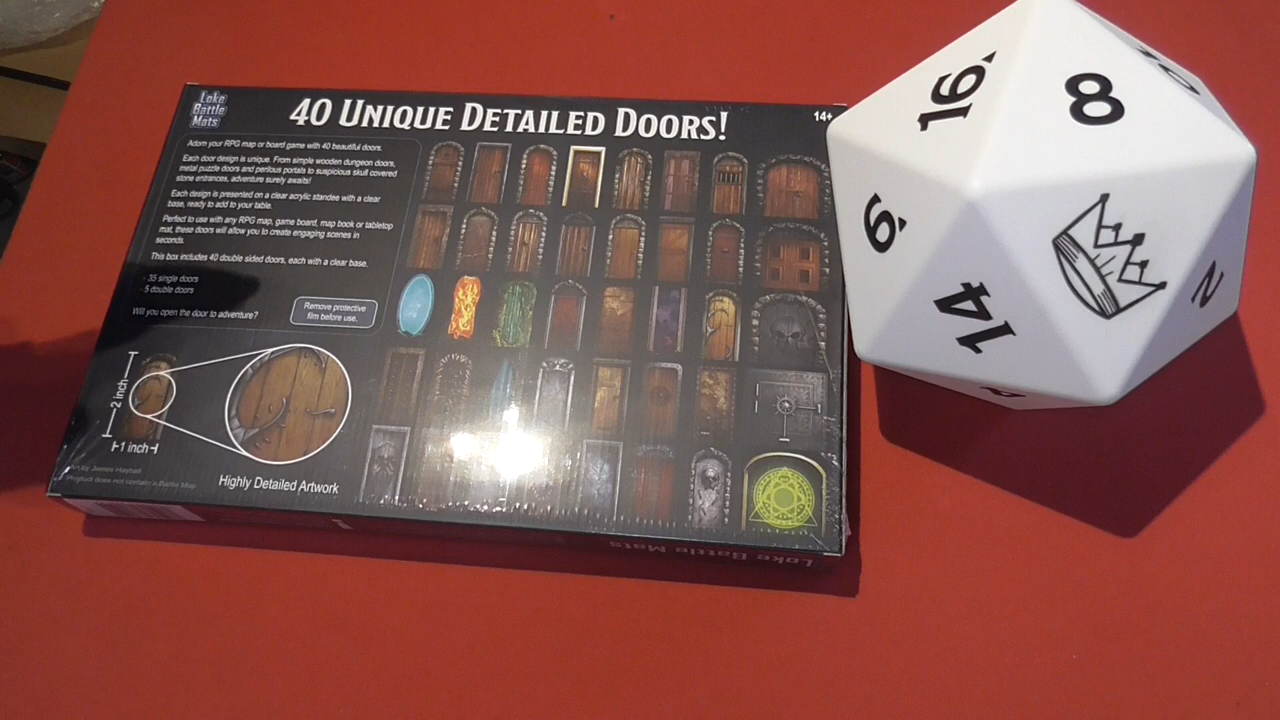 Loke
Battle
Mats
40 UNIQUE DETAILED DOORS!
14+
Adorn your RPG map or board game with 40 beautiful doors.
Each door design is unique. From simple wooden dungeon doors,
metal puzzle doors and perilous portals to suspicious skull covered
stone entrances, adventure surely awaits!
Each design is presented on a clear acrylic standee with a clear
base, ready to add to your table.
Perfect to use with any RPG map, game board, map book or tabletop
mat, these doors will allow you to create engaging scenes in
seconds.
This box includes 40 double sided doors, each with a clear base.
- 35 single doors
- 5 double doors
Will you open the door to adventure?
Remove protective
film before use.
2 inch
1 inch
Highly Detailed Artwork
Art by James Hayball
Product does not contain a Battle Map
Loke Battle Mats
16
8
10
9
14
2